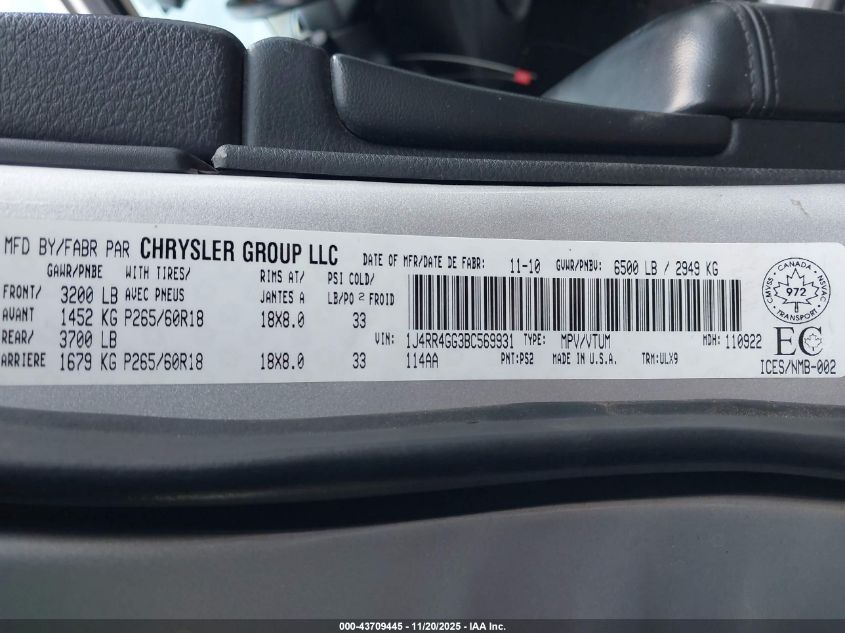 MFD BY/FABR PAR CHRYSLER GROUP LLC DATE OF MFR/DATE DE FABR: 11-10 GVWR/PNBV: 6500 LB / 2949 KG
GAWR/PNBE WITH TIRES/ RIMS AT/ PSI COLD/
FRONT/ 3200 LB AVEC PNEUS JANTES A LB/PO² FROID
AVANT 1452 KG P265/60R18 18X8.0 33
REAR/ 3700 LB VIN: 1J4RR4GG3BC569931 TYPE: MPV/VTUM MDH: 110922
ARRIERE 1679 KG P265/60R18 18X8.0 33 114AA PNT:PS2 MADE IN U.S.A. TRM:ULX9
CANADA
CMVSS 972 NSVAC
TRANSPORT
EC
ICES/NMB-002
000-43709445 - 11/20/2025 - IAA Inc.